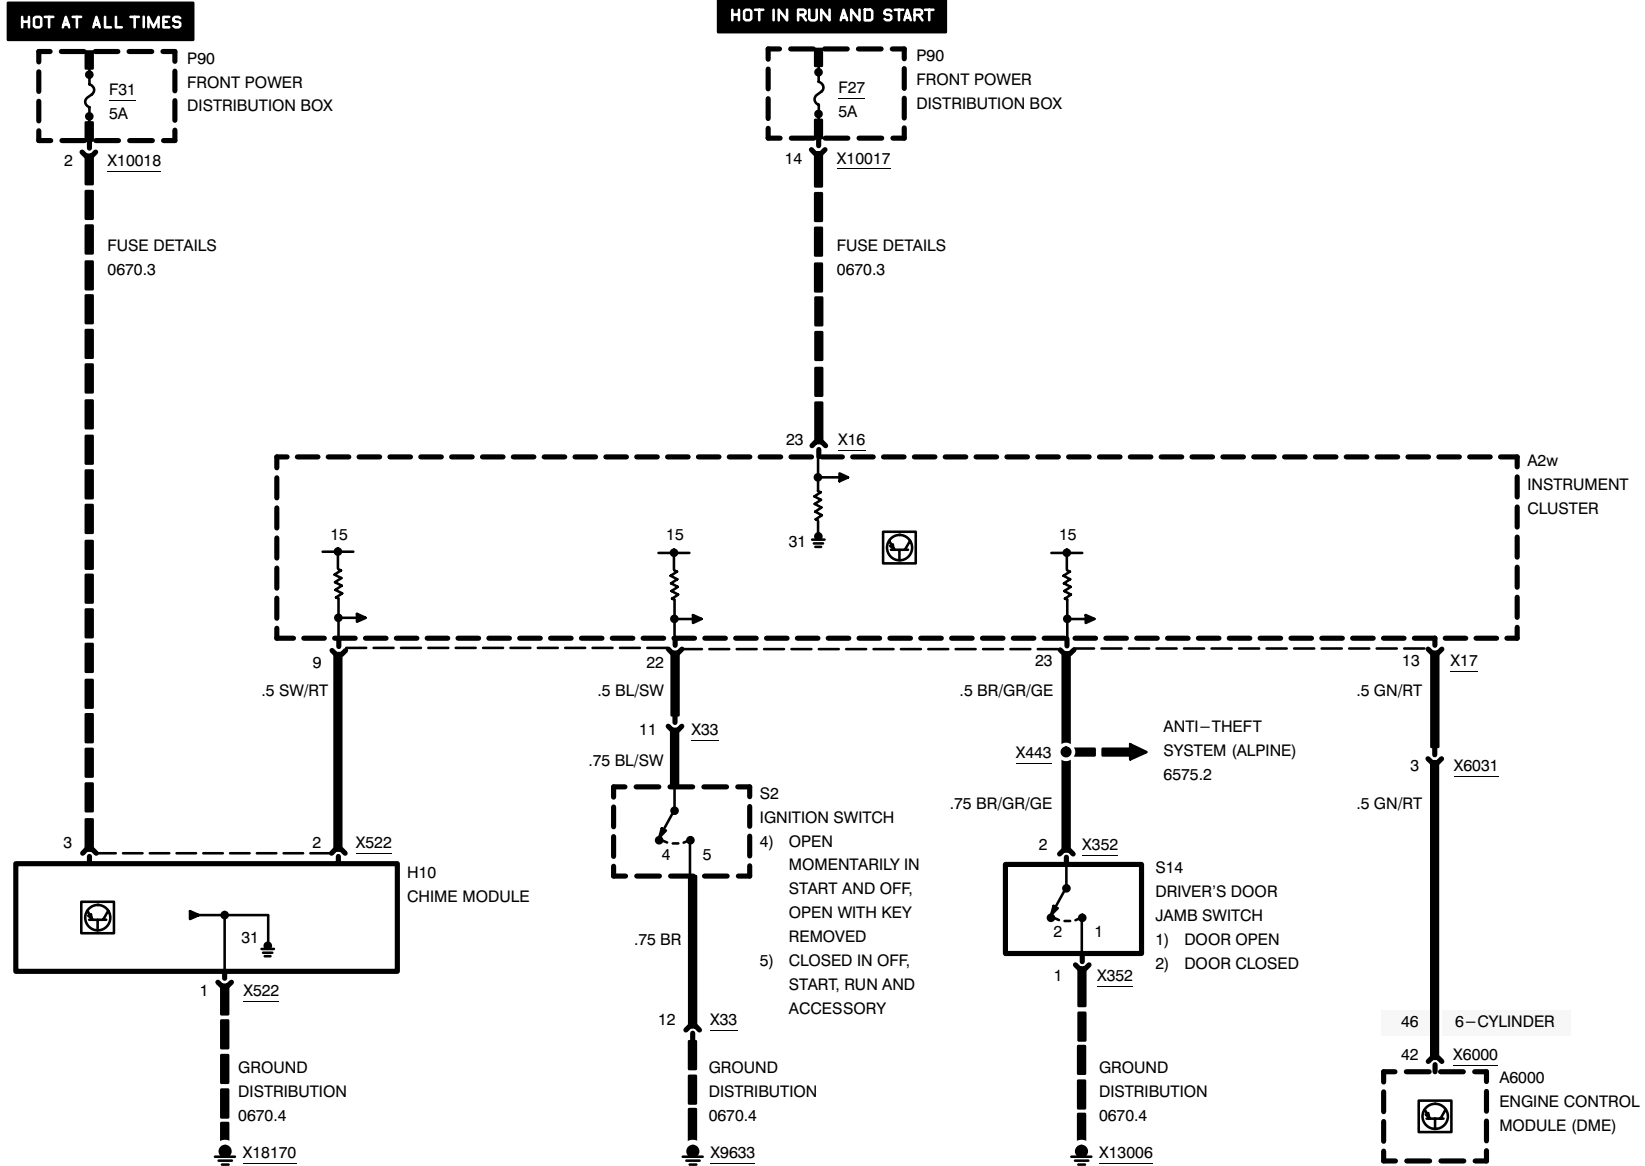 HOT AT ALL TIMES
HOT IN RUN AND START
P90
FRONT POWER
DISTRIBUTION BOX
F31
5A
2
X10018
FUSE DETAILS
0670.3
P90
FRONT POWER
DISTRIBUTION BOX
F27
5A
14
X10017
FUSE DETAILS
0670.3
23
X16
A2w
INSTRUMENT
CLUSTER
15
15
31
15
9
22
23
13
X17
.5 SW/RT
.5 BL/SW
.5 BR/GR/GE
.5 GN/RT
11
X33
.75 BL/SW
X443
ANTI–THEFT
SYSTEM (ALPINE)
6575.2
3
X6031
.75 BR/GR/GE
.5 GN/RT
3
2
X522
H10
CHIME MODULE
31
1
X522
GROUND
DISTRIBUTION
0670.4
X18170
S2
IGNITION SWITCH
4) OPEN
MOMENTARILY IN
START AND OFF,
OPEN WITH KEY
REMOVED
5) CLOSED IN OFF,
START, RUN AND
ACCESSORY
4
5
.75 BR
12
X33
GROUND
DISTRIBUTION
0670.4
X9633
2
X352
S14
DRIVER'S DOOR
JAMB SWITCH
1) DOOR OPEN
2) DOOR CLOSED
2
1
1
X352
GROUND
DISTRIBUTION
0670.4
X13006
46
6–CYLINDER
42
X6000
A6000
ENGINE CONTROL
MODULE (DME)